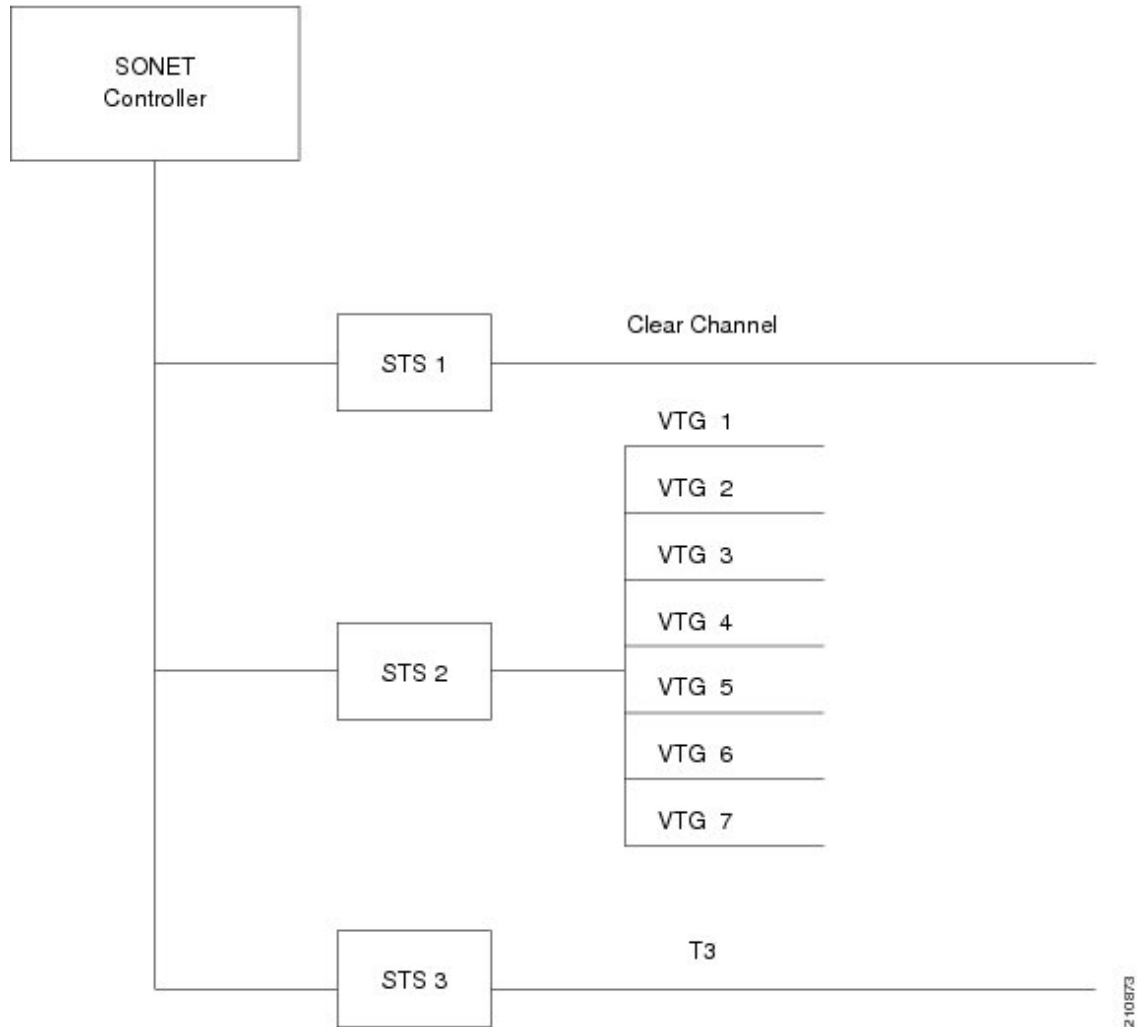 SONET
Controller
STS 1
Clear Channel
VTG 1
VTG 2
VTG 3
VTG 4
STS 2
VTG 5
VTG 6
VTG 7
STS 3
T3
210873